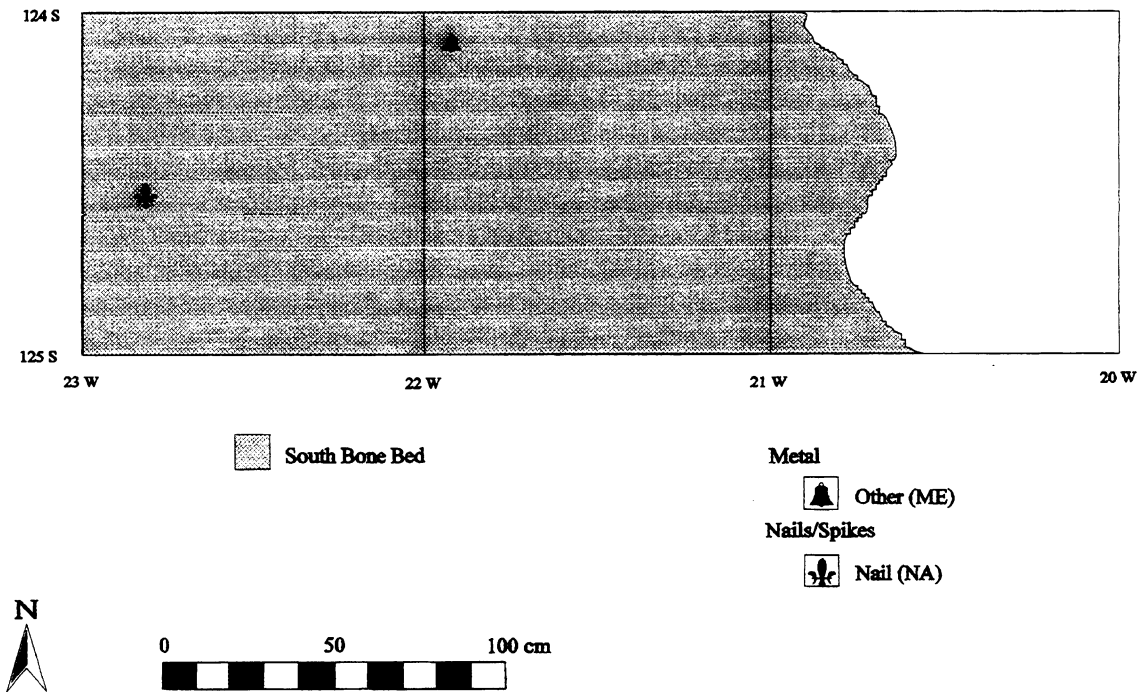 124 S
125 S
23 W
22 W
21 W
20 W
South Bone Bed
Metal
Other (ME)
Nails/Spikes
Nail (NA)
N
0 50 100 cm